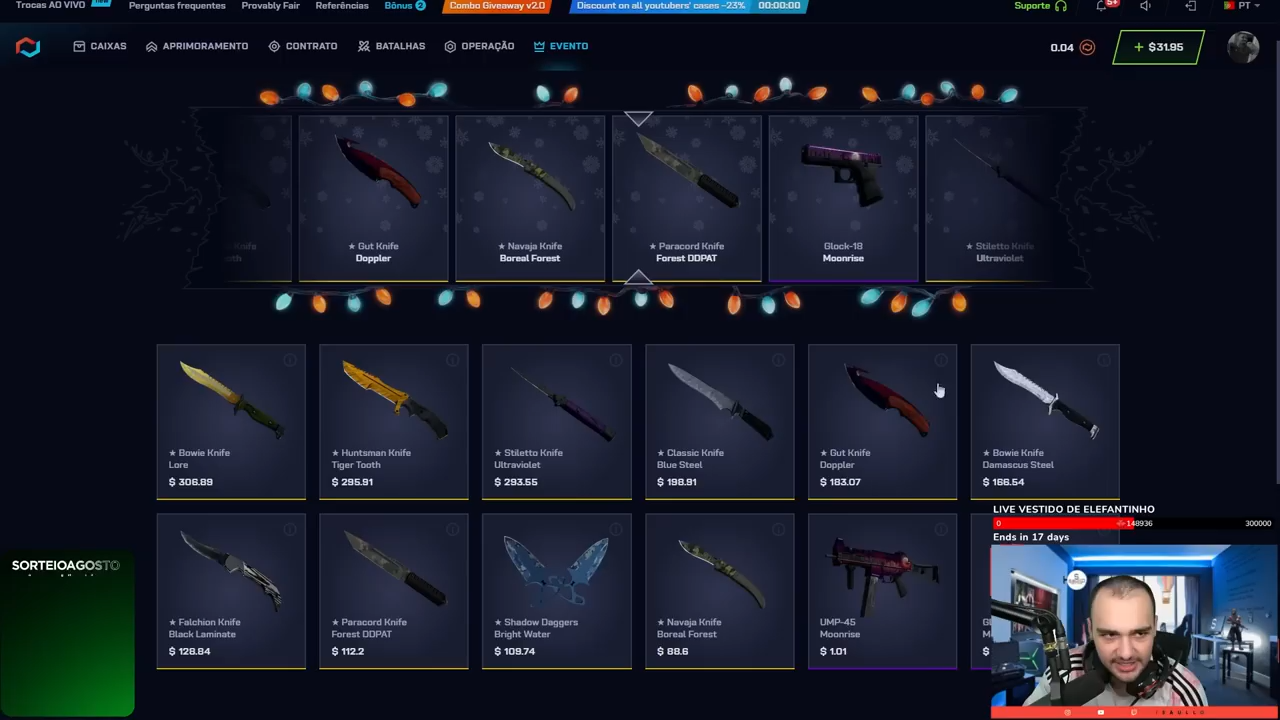 Trocas AO VIVO
Perguntas frequentes
Provably Fair
Referências
Bônus 2
Combo Giveaway v2.0
Discount on all youtubers' cases -23%
00:00:00
Suporte
5+
PT
CAIXAS
APRIMORAMENTO
CONTRATO
BATALHAS
OPERAÇÃO
EVENTO
0.04
+ $31.95
★ Gut Knife
Doppler
★ Navaja Knife
Boreal Forest
★ Paracord Knife
Forest DDPAT
Glock-18
Moonrise
★ Stiletto Knife
Ultraviolet
★ Bowie Knife
Lore
$ 308.89
★ Huntsman Knife
Tiger Tooth
$ 295.91
★ Stiletto Knife
Ultraviolet
$ 293.55
★ Classic Knife
Blue Steel
$ 198.91
★ Gut Knife
Doppler
$ 183.07
★ Bowie Knife
Damascus Steel
$ 166.54
★ Falchion Knife
Black Laminate
$ 128.84
★ Paracord Knife
Forest DDPAT
$ 112.2
★ Shadow Daggers
Bright Water
$ 109.74
★ Navaja Knife
Boreal Forest
$ 88.6
UMP-45
Moonrise
$ 1.01
LIVE VESTIDO DE ELEFANTINHO
0
148936
300000
Ends in 17 days
SORTEIOAGOSTO